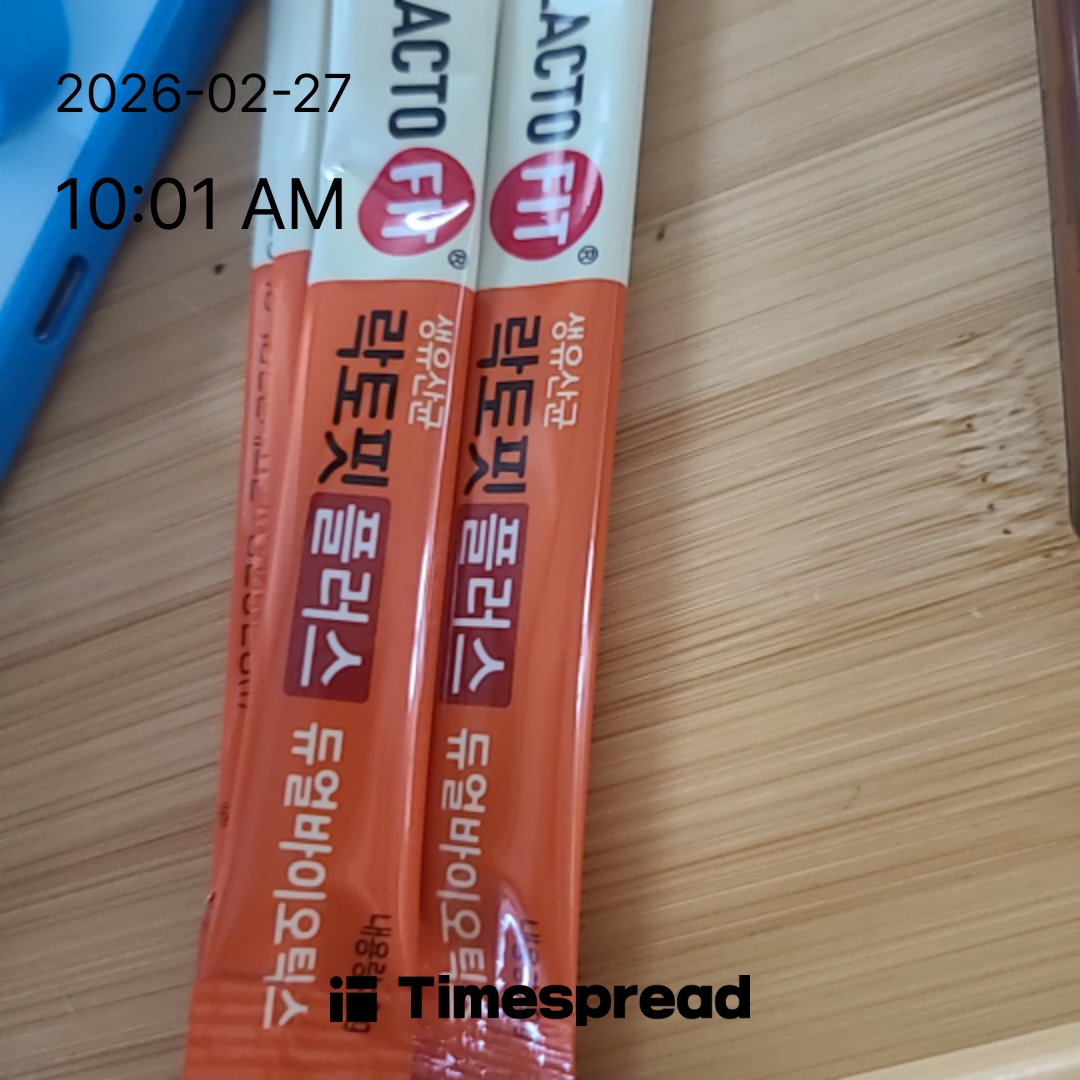 2026-02-27
10:01 AM
LACTO
FIT
®
생유산균
락토핏
플러스
듀얼바이오틱스
LACTO
FIT
®
생유산균
락토핏
플러스
듀얼바이오틱스
Timespread